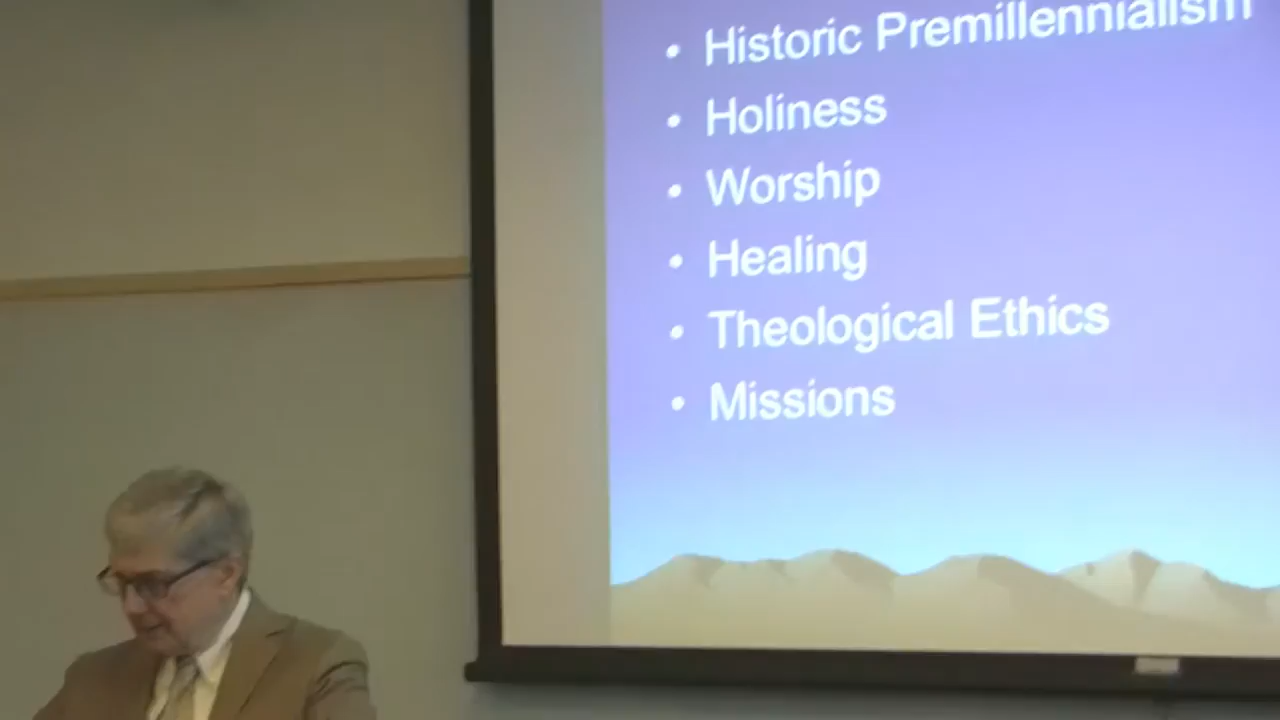 • Historic Premillennialism
• Holiness
• Worship
• Healing
• Theological Ethics
• Missions